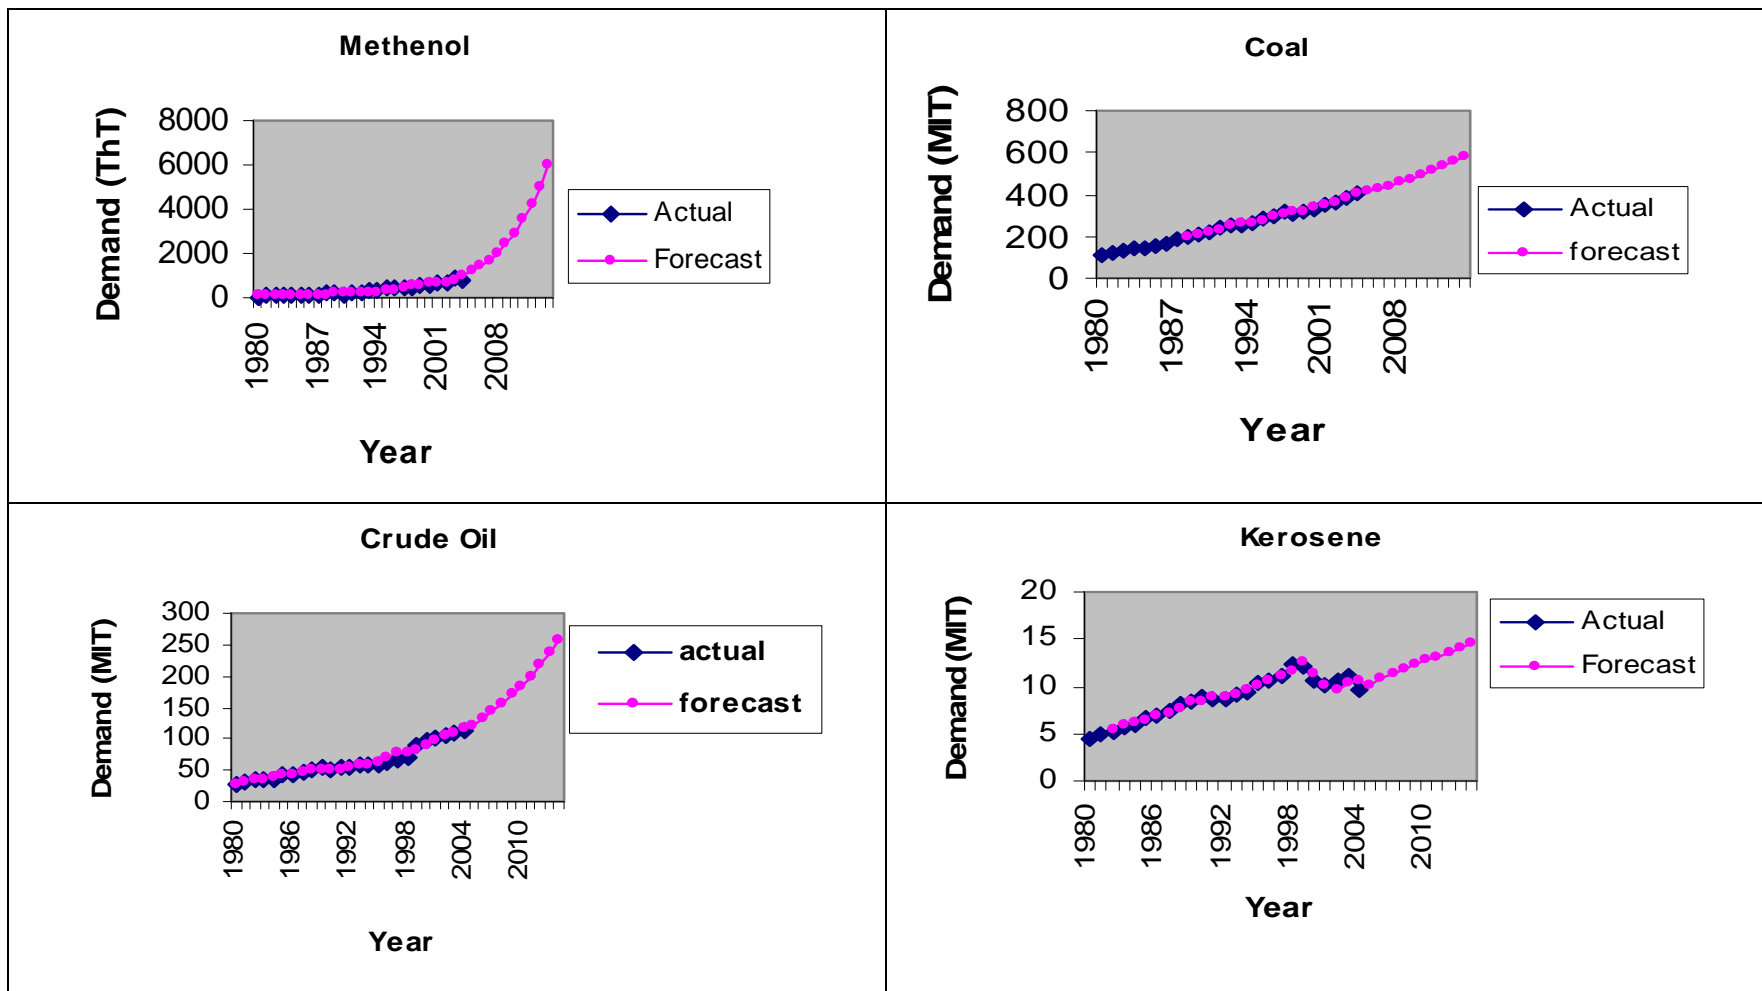 Methenol
Demand (ThT)
8000
6000
4000
2000
0
1980
1987
1994
2001
2008
Year
Actual
Forecast
Coal
Demand (MIT)
800
600
400
200
0
1980
1987
1994
2001
2008
Year
Actual
forecast
Crude Oil
Demand (MIT)
300
250
200
150
100
50
0
1980
1986
1992
1998
2004
2010
Year
actual
forecast
Kerosene
Demand (MIT)
20
15
10
5
0
1980
1986
1992
1998
2004
2010
Year
Actual
Forecast